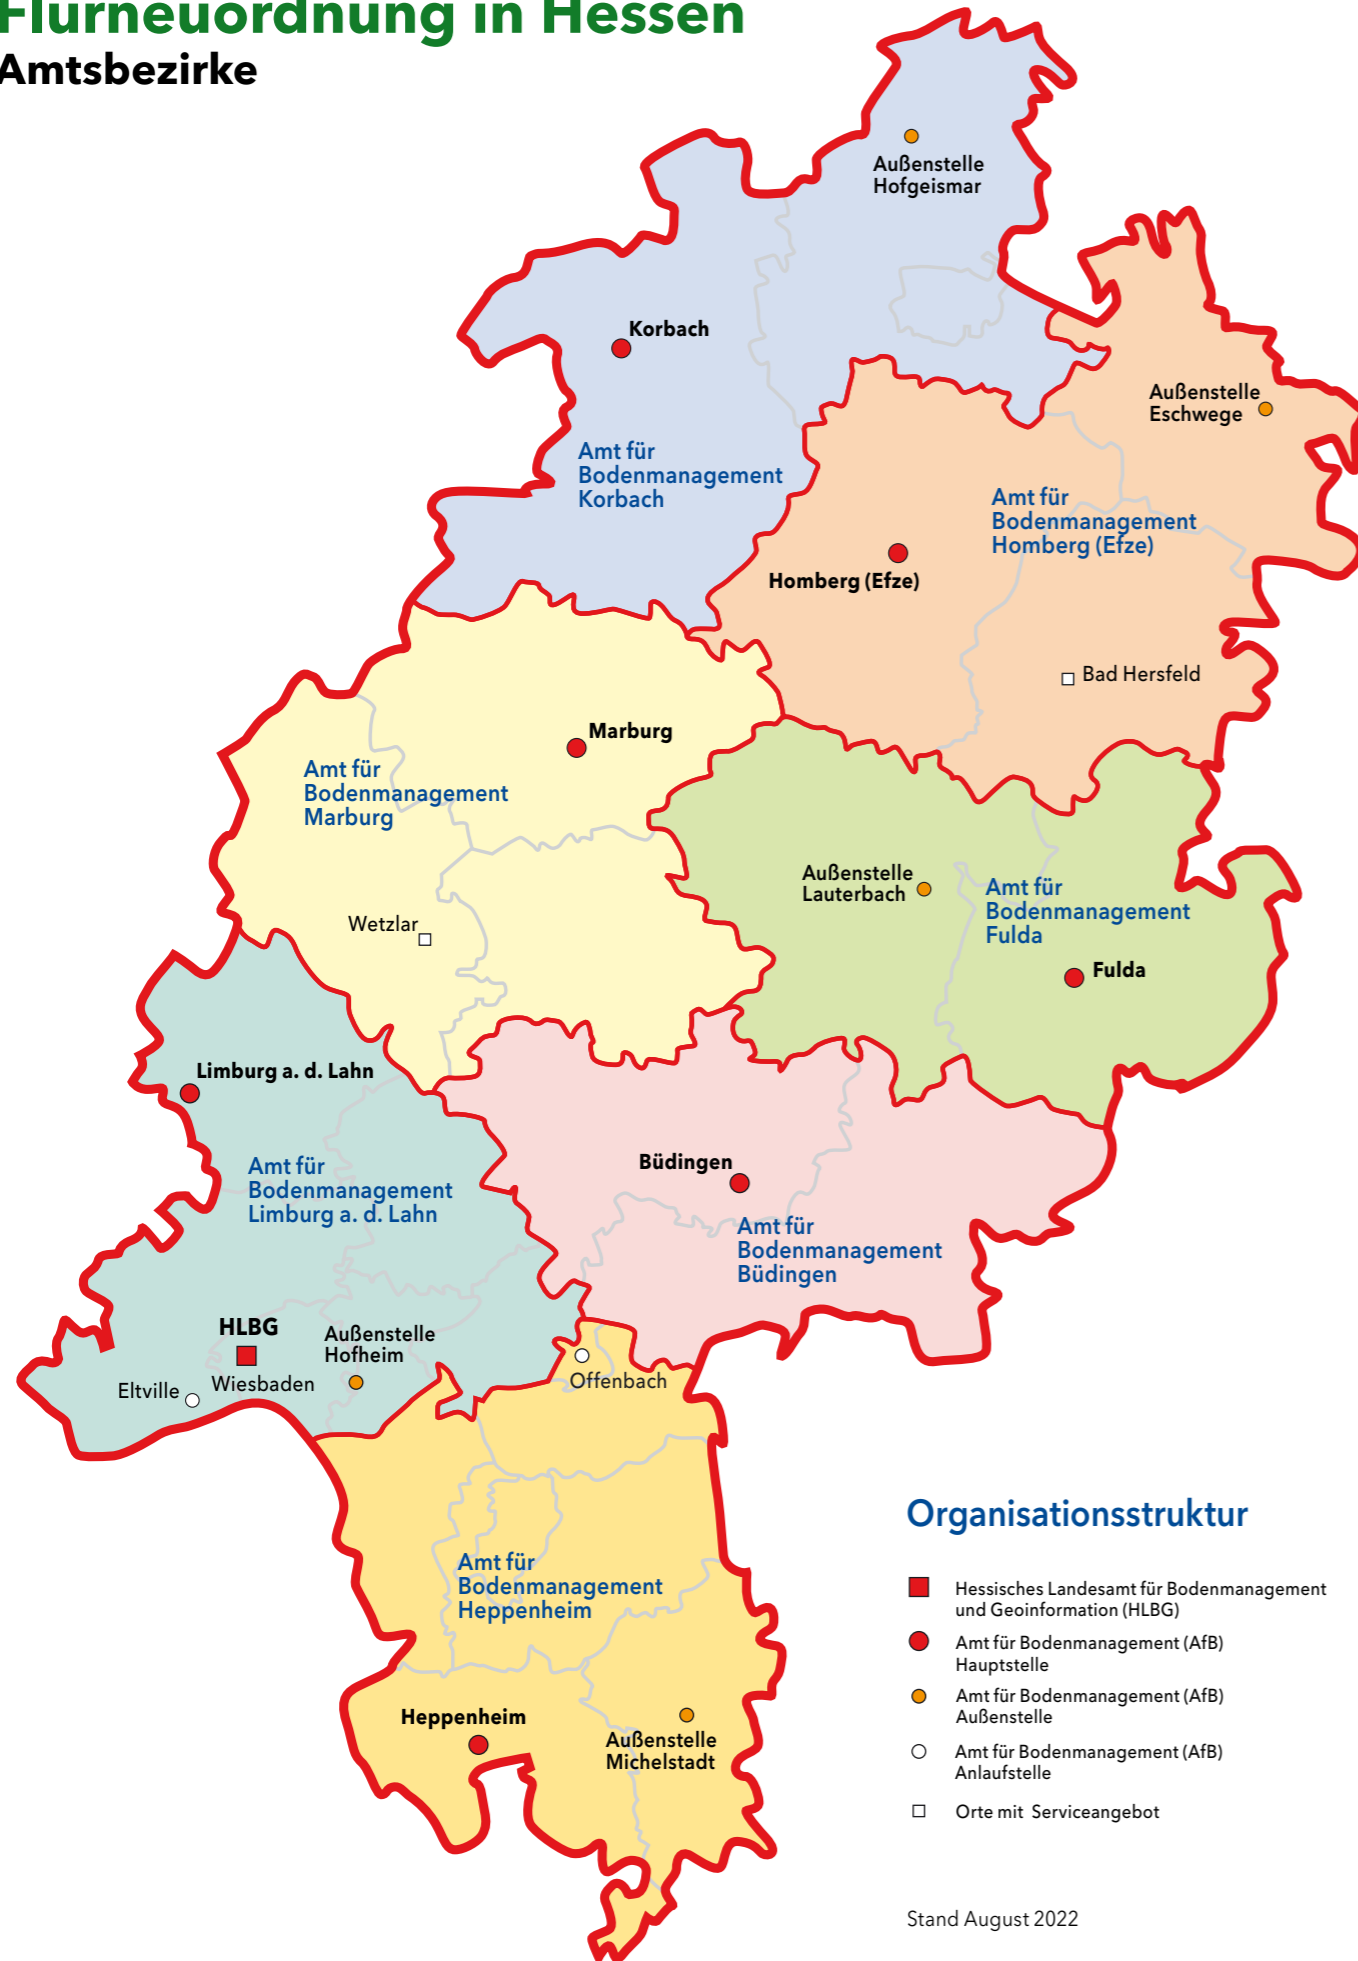 Flurneuordnung in Hessen
Amtsbezirke
Außenstelle
Hofgeismar
Korbach
Außenstelle
Eschwege
Amt für
Bodenmanagement
Korbach
Amt für
Bodenmanagement
Homberg (Efze)
Homberg (Efze)
Bad Hersfeld
Marburg
Amt für
Bodenmanagement
Marburg
Außenstelle
Lauterbach
Amt für
Bodenmanagement
Fulda
Wetzlar
Fulda
Limburg a. d. Lahn
Amt für
Bodenmanagement
Limburg a. d. Lahn
Büdingen
Amt für
Bodenmanagement
Büdingen
HLBG
Wiesbaden
Außenstelle
Hofheim
Eltville
Offenbach
Amt für
Bodenmanagement
Heppenheim
Heppenheim
Außenstelle
Michelstadt
Organisationsstruktur
Hessisches Landesamt für Bodenmanagement
und Geoinformation (HLBG)
Amt für Bodenmanagement (AfB)
Hauptstelle
Amt für Bodenmanagement (AfB)
Außenstelle
Amt für Bodenmanagement (AfB)
Anlaufstelle
Orte mit Serviceangebot
Stand August 2022